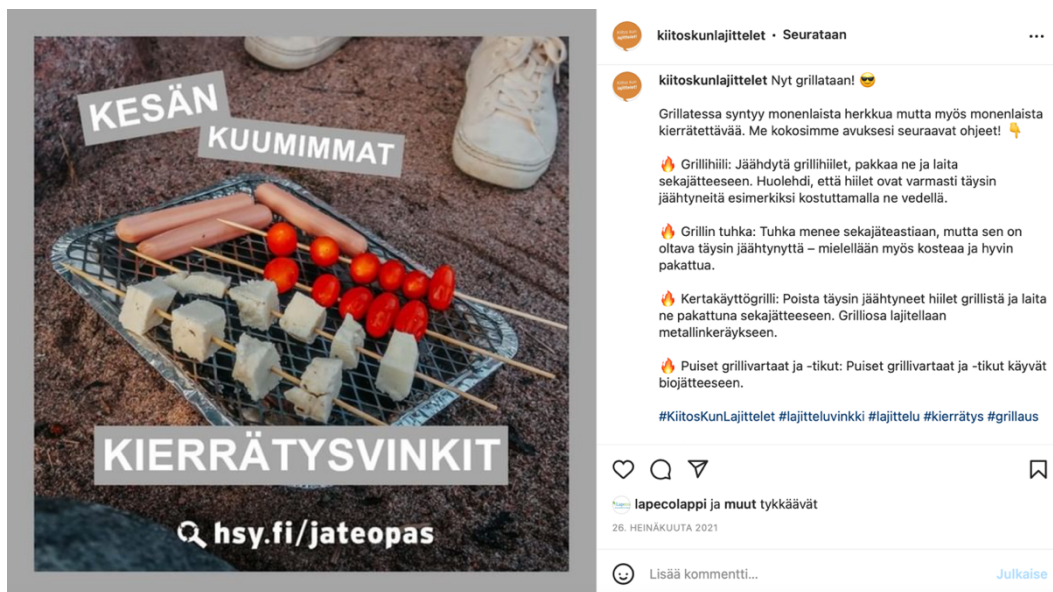 KESÄN
KUUMIMMAT
KIERRÄTYSVINKIT
hsy.fi/jateopas
kiitoskunlajittelet • Seurataan
kiitoskunlajittelet Nyt grillataan! 😎
Grillatessa syntyy monenlaista herkkua mutta myös monenlaista
kierrätettävää. Me kokosimme avuksesi seuraavat ohjeet! 👇
🔥 Grillihiili: Jäähdytä grillihiilet, pakkaa ne ja laita
sekajätteeseen. Huolehdi, että hiilet ovat varmasti täysin
jäähtyneitä esimerkiksi kostuttamalla ne vedellä.
🔥 Grillin tuhka: Tuhka menee sekajäteastiaan, mutta sen on
oltava täysin jäähtynyttä – mielellään myös kosteaa ja hyvin
pakattua.
🔥 Kertakäyttögrilli: Poista täysin jäähtyneet hiilet grillistä ja laita
ne pakattuna sekajätteeseen. Grilliosa lajitellaan
metallinkeräykseen.
🔥 Puiset grillivartaat ja -tikut: Puiset grillivartaat ja -tikut käyvät
biojätteeseen.
#KiitosKunLajittelet #lajitteluvinkki #lajittelu #kierrätys #grillaus
lapecolappi ja muut tykkäävät
26. HEINÄKUUTA 2021
Lisää kommentti... Julkaise